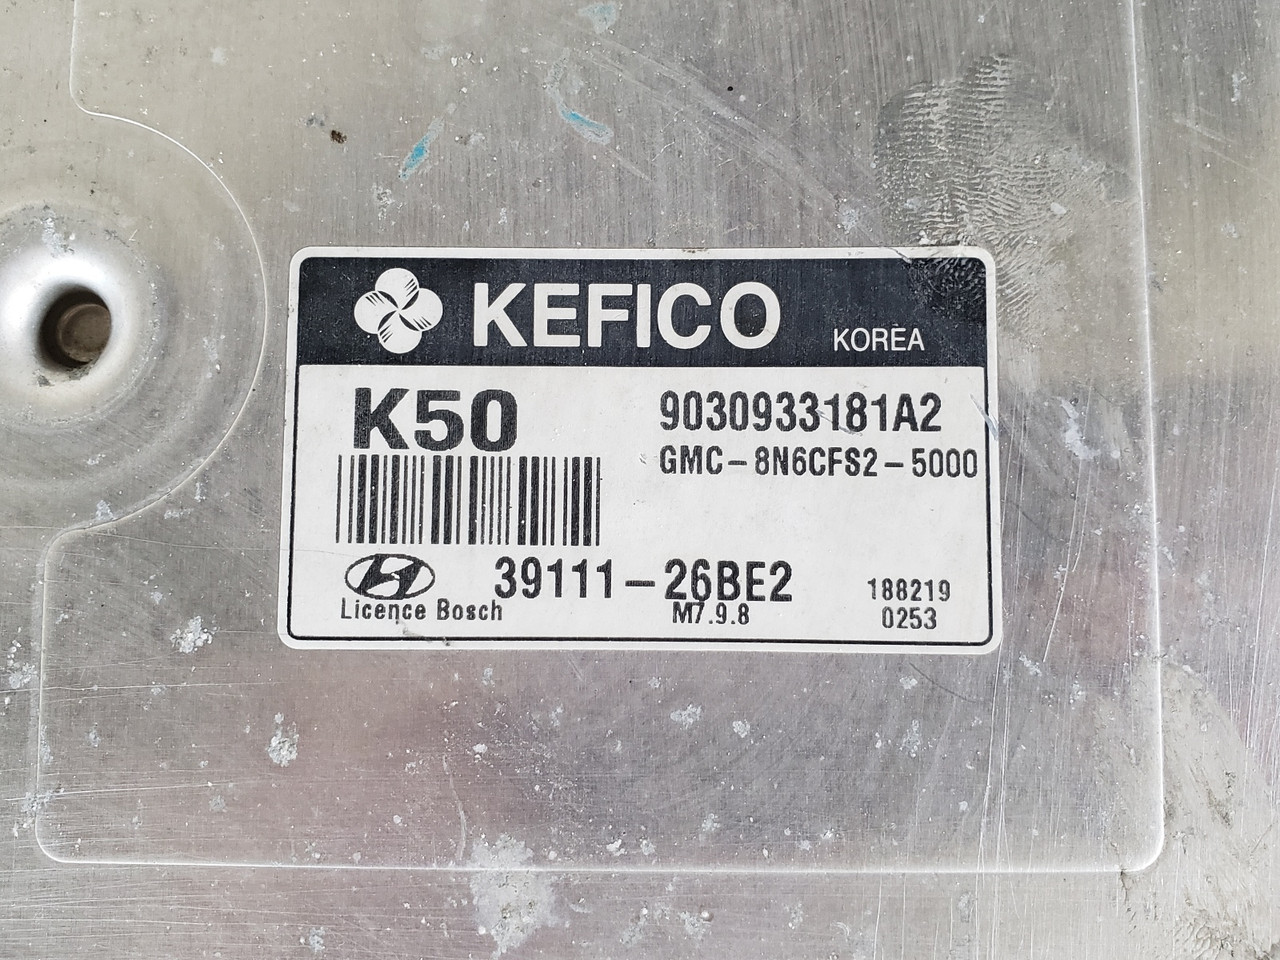 KEFICO KOREA
K50 9030933181A2
GMC-8N6CFS2-5000
39111-26BE2 188219
Licence Bosch M7.9.8 0253